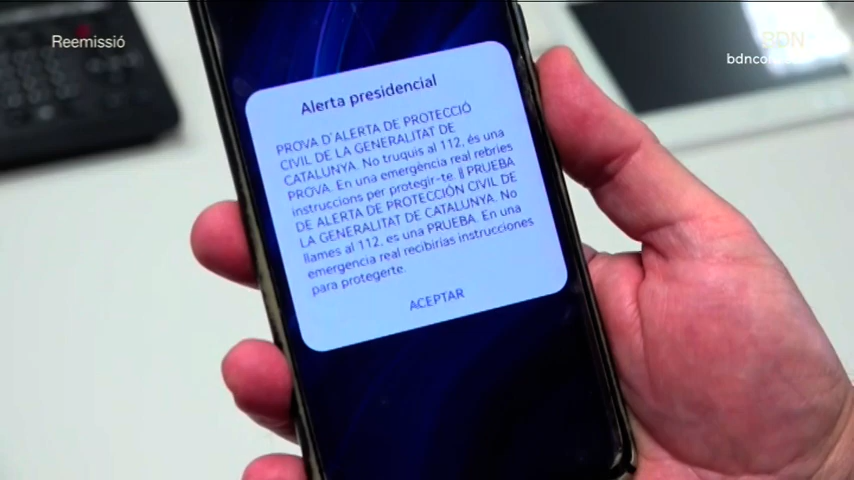 Reemissió
BDN
Alerta presidencial
PROVA D'ALERTA DE PROTECCIÓ
CIVIL DE LA GENERALITAT DE
CATALUNYA. No truquis al 112, és una
PROVA. En una emergència real rebries
instruccions per protegir-te. || PRUEBA
DE ALERTA DE PROTECCIÓN CIVIL DE
LA GENERALITAT DE CATALUNYA. No
llames al 112, es una PRUEBA. En una
emergencia real recibirías instrucciones
para protegerte.
ACEPTAR